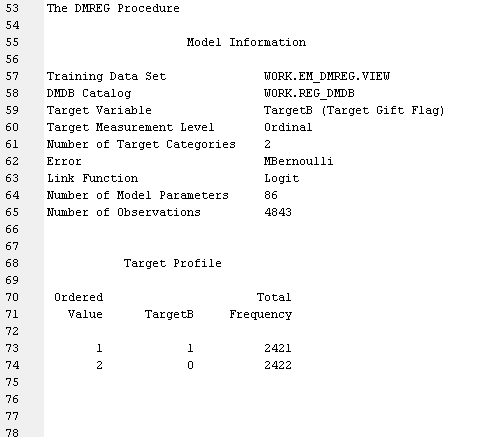 53 The DMREG Procedure
54
55 Model Information
56
57 Training Data Set WORK.EM_DMREG.VIEW
58 DMDB Catalog WORK.REG_DMDB
59 Target Variable TargetB (Target Gift Flag)
60 Target Measurement Level Ordinal
61 Number of Target Categories 2
62 Error MBernoulli
63 Link Function Logit
64 Number of Model Parameters 86
65 Number of Observations 4843
66
67
68 Target Profile
69
70 Ordered Total
71 Value TargetB Frequency
72
73 1 1 2421
74 2 0 2422
75
76
77
78